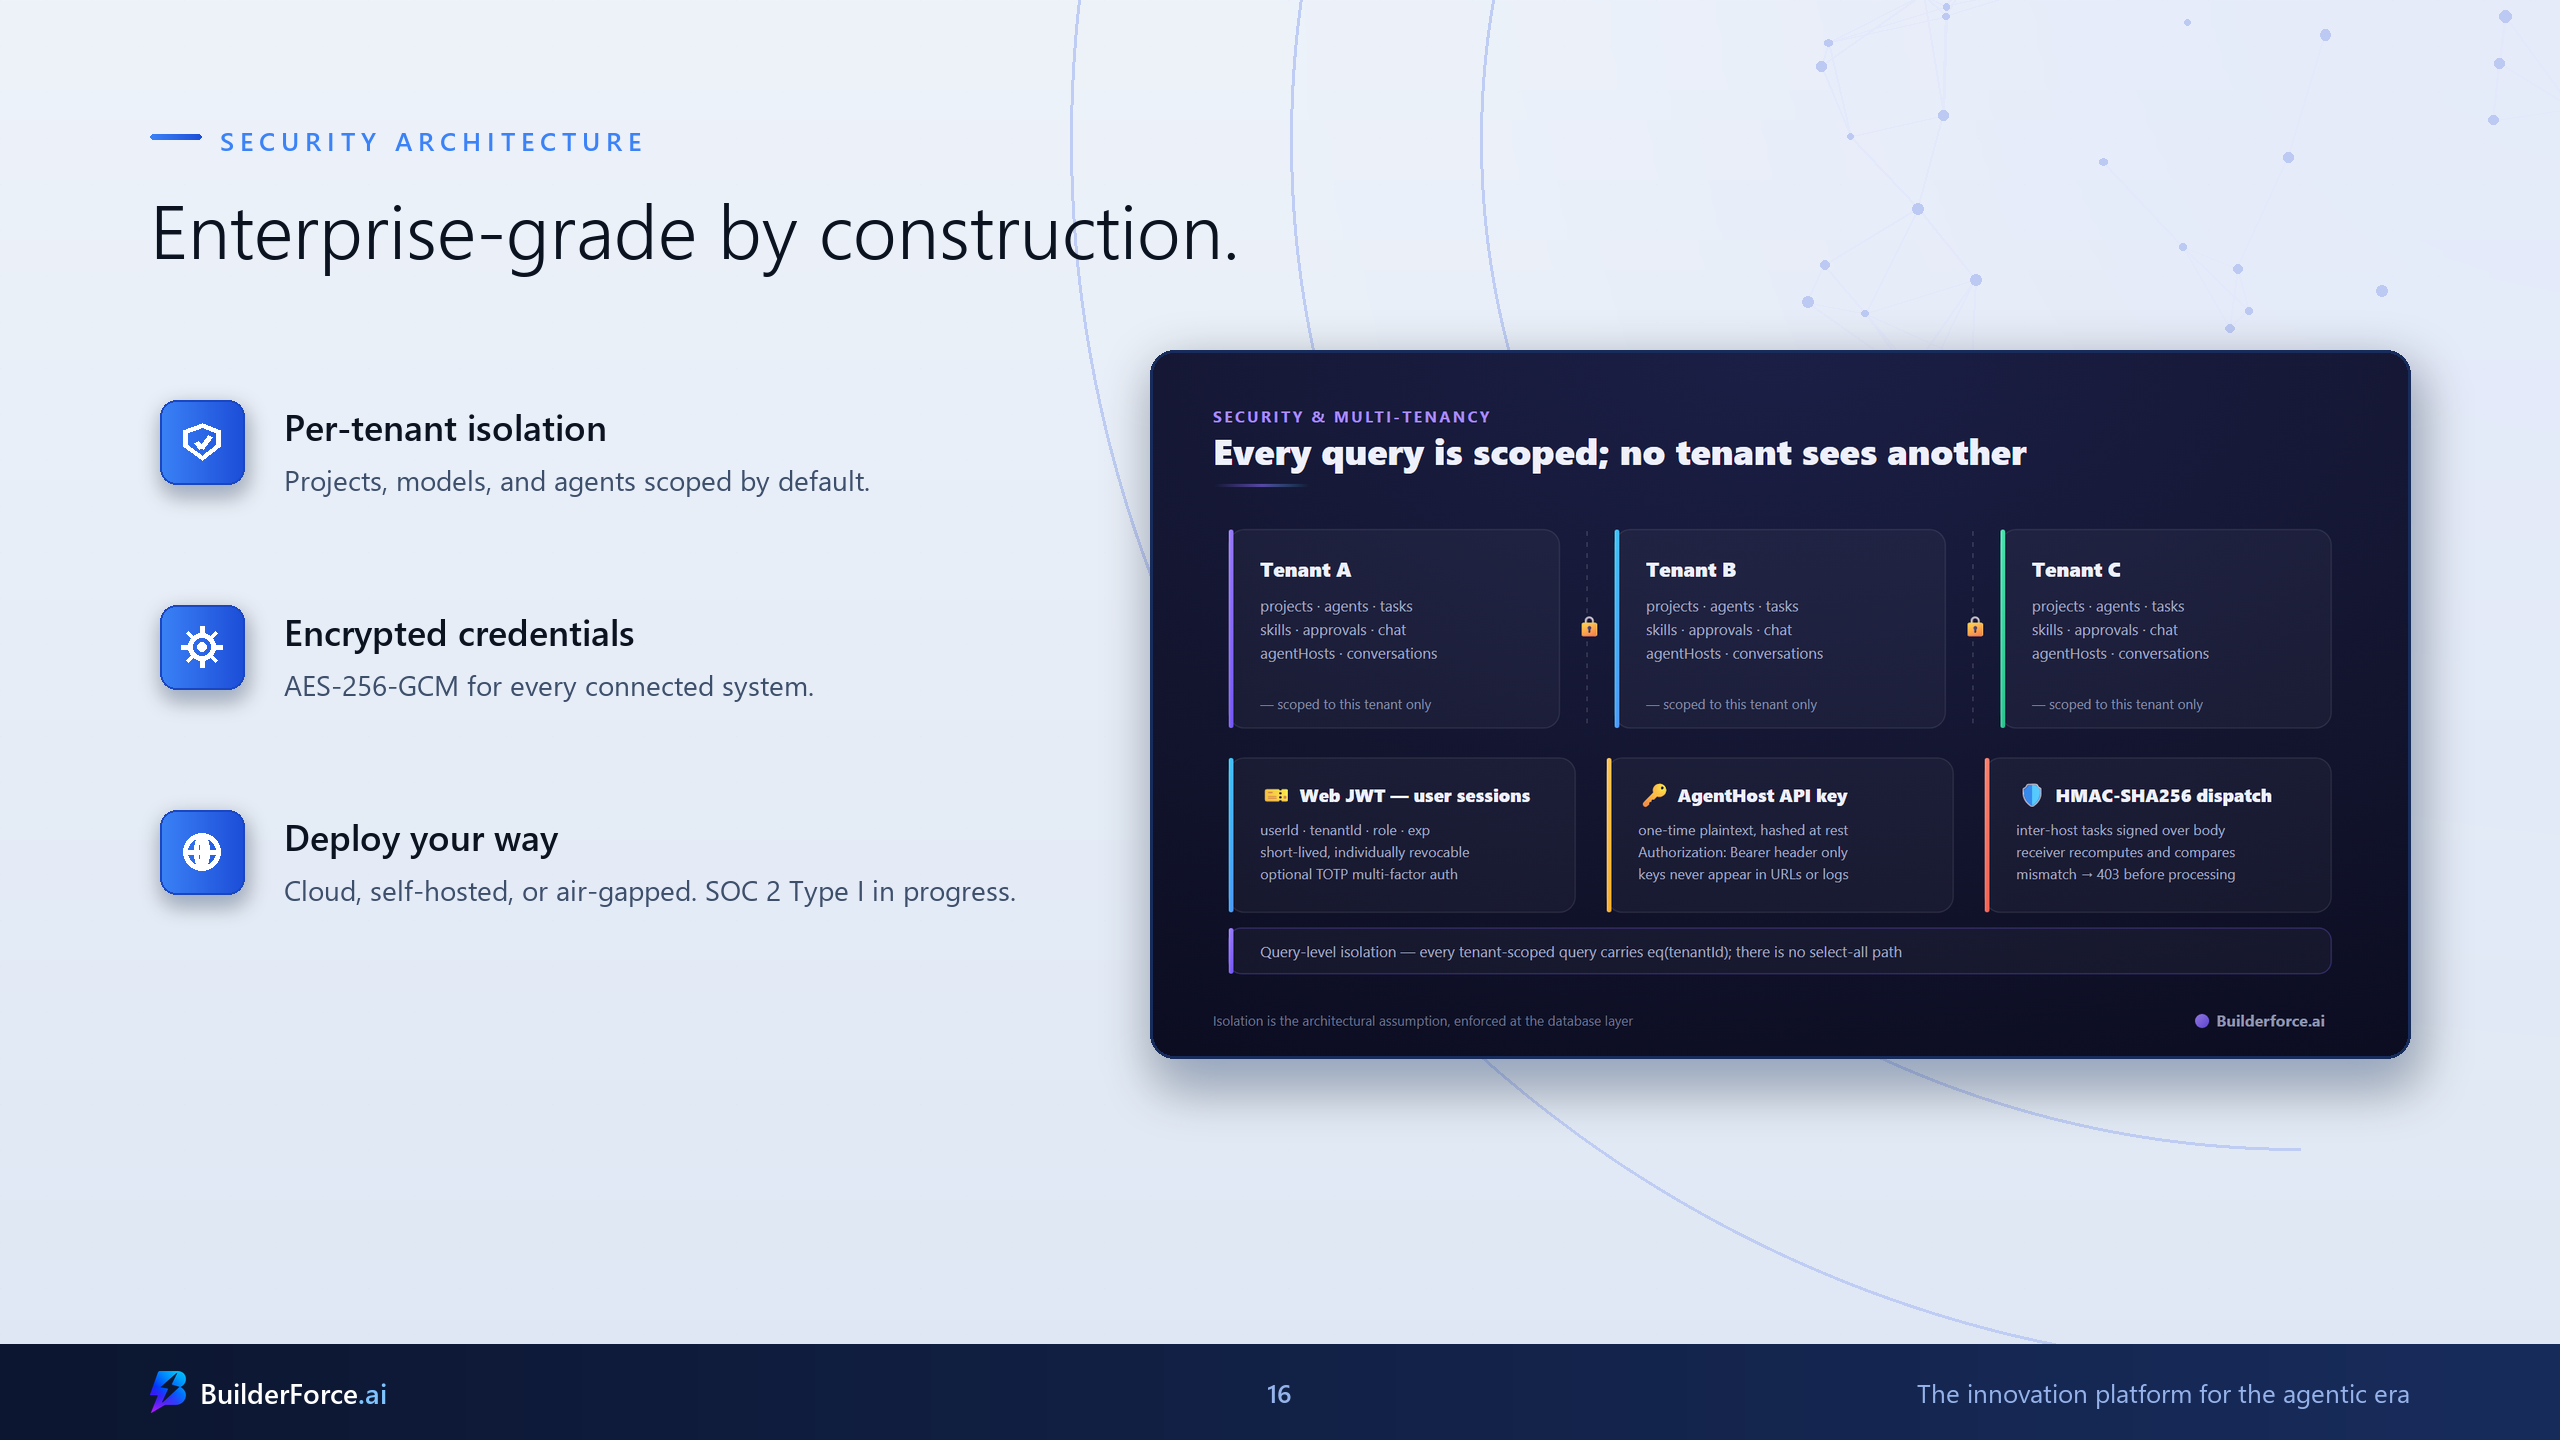 SECURITY ARCHITECTURE
Enterprise-grade by construction.
Per-tenant isolation
Projects, models, and agents scoped by default.
Encrypted credentials
AES-256-GCM for every connected system.
Deploy your way
Cloud, self-hosted, or air-gapped. SOC 2 Type I in progress.
SECURITY & MULTI-TENANCY
Every query is scoped; no tenant sees another
Tenant A
projects · agents · tasks
skills · approvals · chat
agentHosts · conversations
— scoped to this tenant only
Tenant B
projects · agents · tasks
skills · approvals · chat
agentHosts · conversations
— scoped to this tenant only
Tenant C
projects · agents · tasks
skills · approvals · chat
agentHosts · conversations
— scoped to this tenant only
Web JWT — user sessions
userId · tenantId · role · exp
short-lived, individually revocable
optional TOTP multi-factor auth
AgentHost API key
one-time plaintext, hashed at rest
Authorization: Bearer header only
keys never appear in URLs or logs
HMAC-SHA256 dispatch
inter-host tasks signed over body
receiver recomputes and compares
mismatch → 403 before processing
Query-level isolation — every tenant-scoped query carries eq(tenantId); there is no select-all path
Isolation is the architectural assumption, enforced at the database layer
Builderforce.ai
BuilderForce.ai
16
The innovation platform for the agentic era